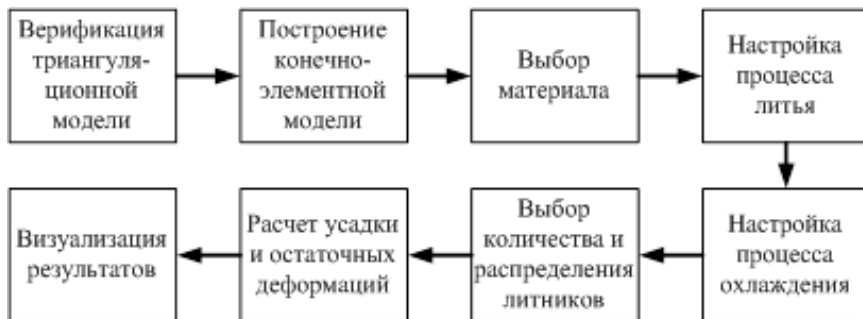 Верификация
триангуля-
ционной
модели
Построение
конечно-
элементной
модели
Выбор
материала
Настройка
процесса
литья
Визуализация
результатов
Расчет усадки
и остаточных
деформаций
Выбор
количества и
распределения
литников
Настройка
процесса
охлаждения